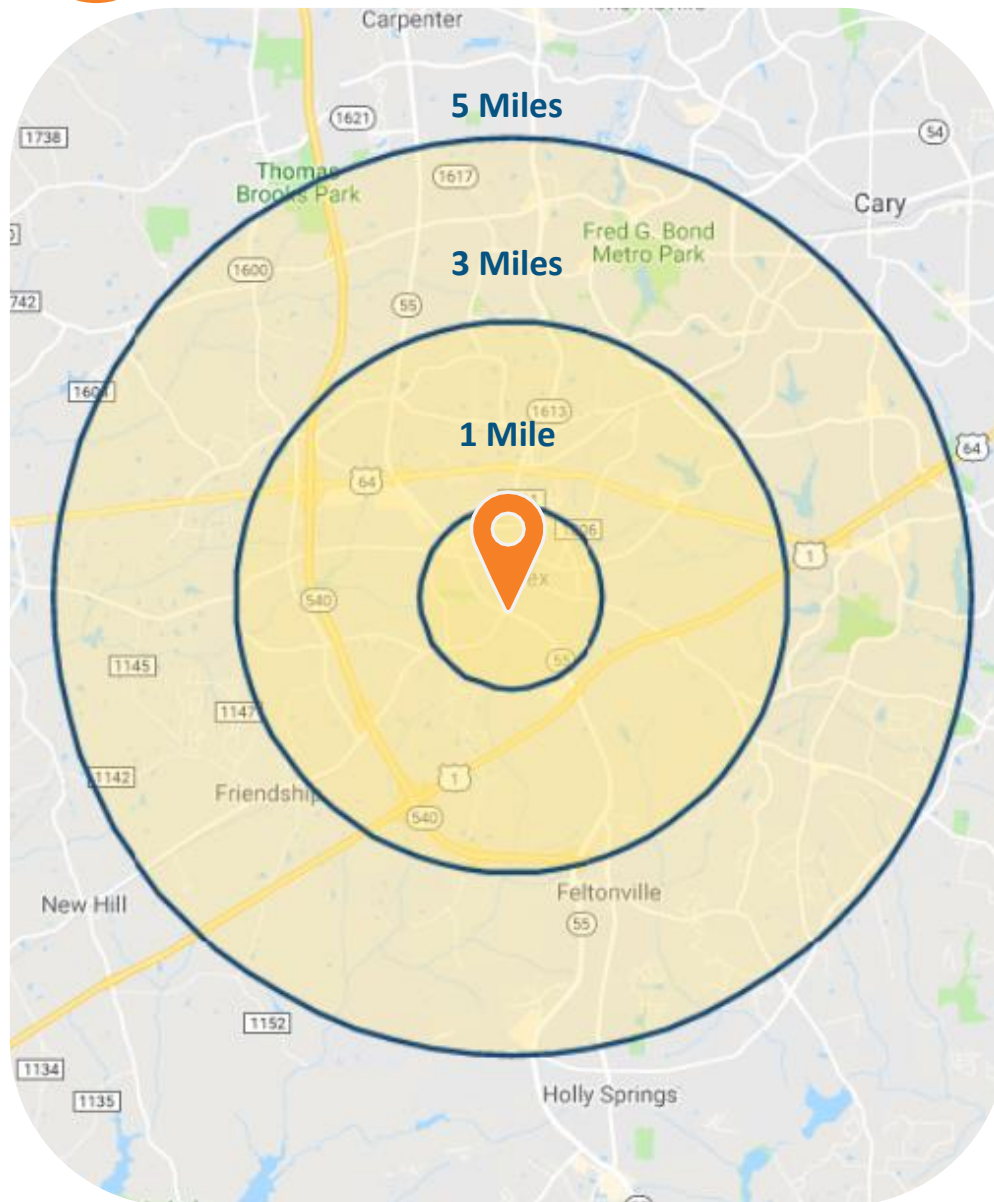 Carpenter
5 Miles
1621
1738
54
Thomas
Brooks Park
1617
Cary
Fred G. Bond
Metro Park
3 Miles
1600
55
742
1604
1613
1 Mile
64
64
1
540
55
1145
1147
1142
1
Friendship
540
Feltonville
New Hill
55
1152
1134
1135
Holly Springs